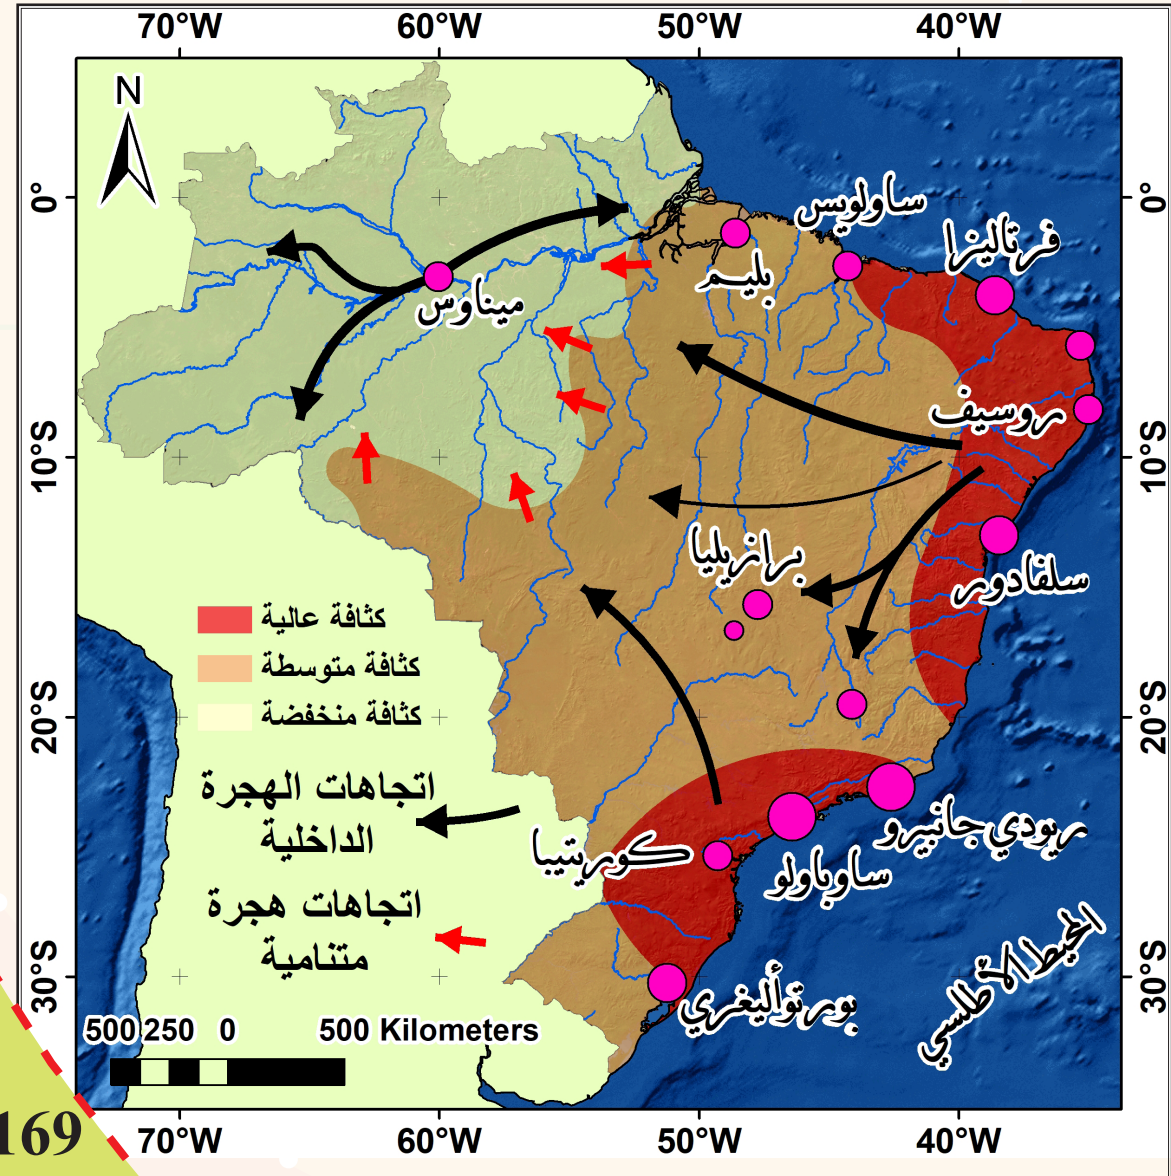 70°W 60°W 50°W 40°W
N
0° 0°
ساولويس
فرتاليزا
بليم
ميناوس
روسيف
10°S 10°S
برازيليا
سلفادور
كثافة عالية
كثافة متوسطة
كثافة منخفضة
20°S 20°S
اتجاهات الهجرة
الداخلية
ريودي جانيرو
كوريتيبا
ساوباولو
اتجاهات هجرة
متنامية
المحيط الأطلسي
30°S 30°S
بورتوأليغري
500 250 0 500 Kilometers
169
70°W 60°W 50°W 40°W